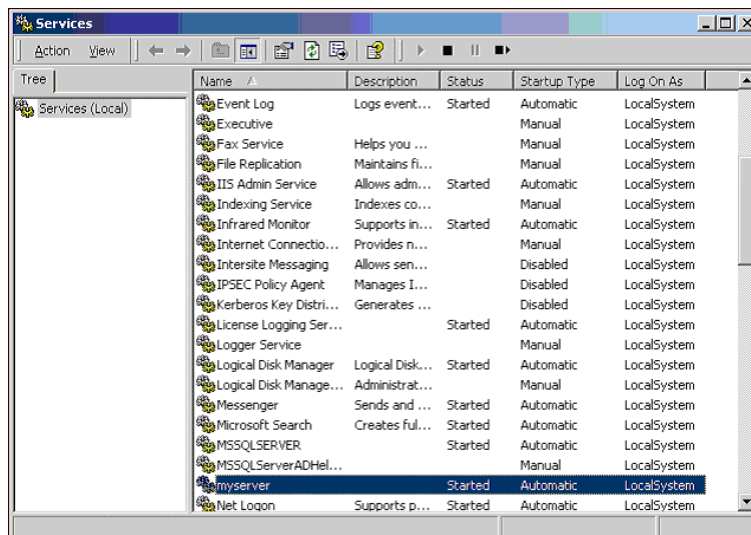 Services
Action View
Tree
Services (Local)
Name Description Status Startup Type Log On As
Event Log Logs event... Started Automatic LocalSystem
Executive Manual LocalSystem
Fax Service Helps you ... Manual LocalSystem
File Replication Maintains fi... Manual LocalSystem
IIS Admin Service Allows adm... Started Automatic LocalSystem
Indexing Service Indexes co... Manual LocalSystem
Infrared Monitor Supports in... Started Automatic LocalSystem
Internet Connectio... Provides n... Manual LocalSystem
Intersite Messaging Allows sen... Disabled LocalSystem
IPSEC Policy Agent Manages I... Disabled LocalSystem
Kerberos Key Distri... Generates ... Disabled LocalSystem
License Logging Ser... Started Automatic LocalSystem
Logger Service Manual LocalSystem
Logical Disk Manager Logical Disk... Started Automatic LocalSystem
Logical Disk Manage... Administrat... Manual LocalSystem
Messenger Sends and ... Started Automatic LocalSystem
Microsoft Search Creates ful... Started Automatic LocalSystem
MSSQLSERVER Started Automatic LocalSystem
MSSQLServerADHel... Manual LocalSystem
myserver Started Automatic LocalSystem
Net Logon Supports p... Started Automatic LocalSystem